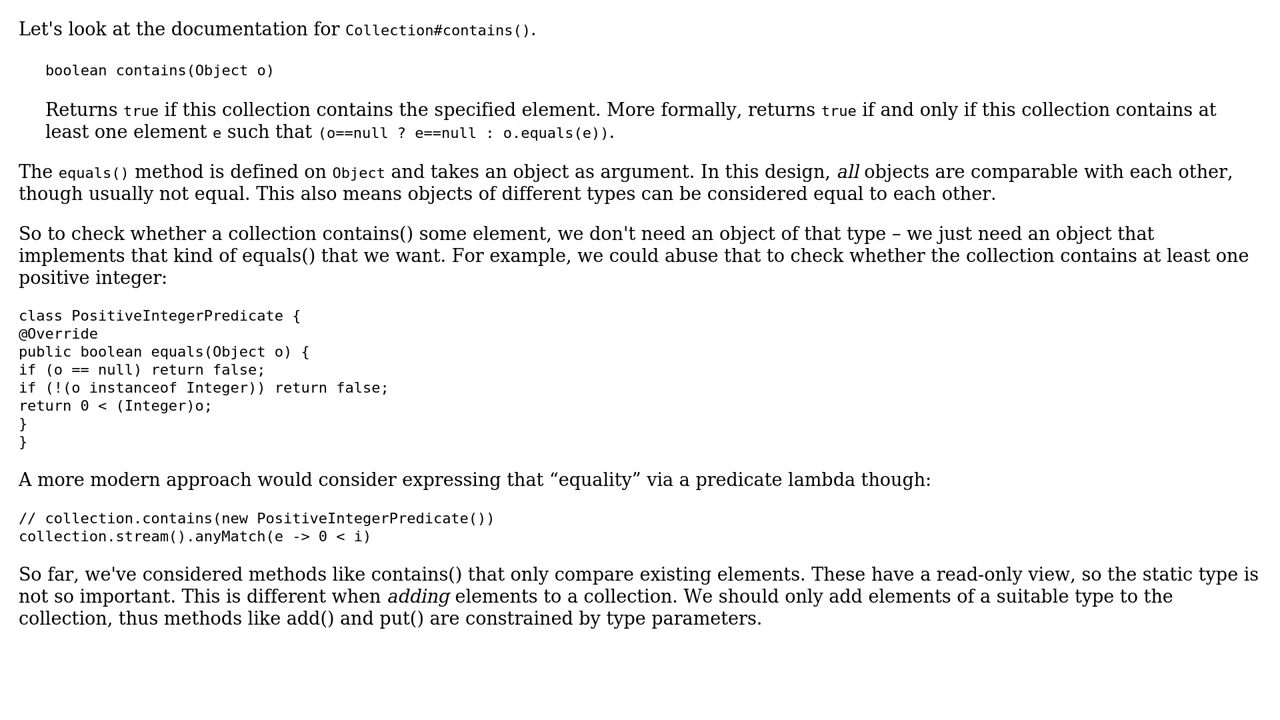 Let's look at the documentation for Collection#contains().
boolean contains(Object o)
Returns true if this collection contains the specified element. More formally, returns true if and only if this collection contains at
least one element e such that (o==null ? e==null : o.equals(e)).
The equals() method is defined on Object and takes an object as argument. In this design, all objects are comparable with each other,
though usually not equal. This also means objects of different types can be considered equal to each other.
So to check whether a collection contains() some element, we don't need an object of that type – we just need an object that
implements that kind of equals() that we want. For example, we could abuse that to check whether the collection contains at least one
positive integer:
class PositiveIntegerPredicate {
@Override
public boolean equals(Object o) {
if (o == null) return false;
if (!(o instanceof Integer)) return false;
return 0 < (Integer)o;
}
}
A more modern approach would consider expressing that “equality” via a predicate lambda though:
// collection.contains(new PositiveIntegerPredicate())
collection.stream().anyMatch(e -> 0 < i)
So far, we've considered methods like contains() that only compare existing elements. These have a read-only view, so the static type is
not so important. This is different when adding elements to a collection. We should only add elements of a suitable type to the
collection, thus methods like add() and put() are constrained by type parameters.